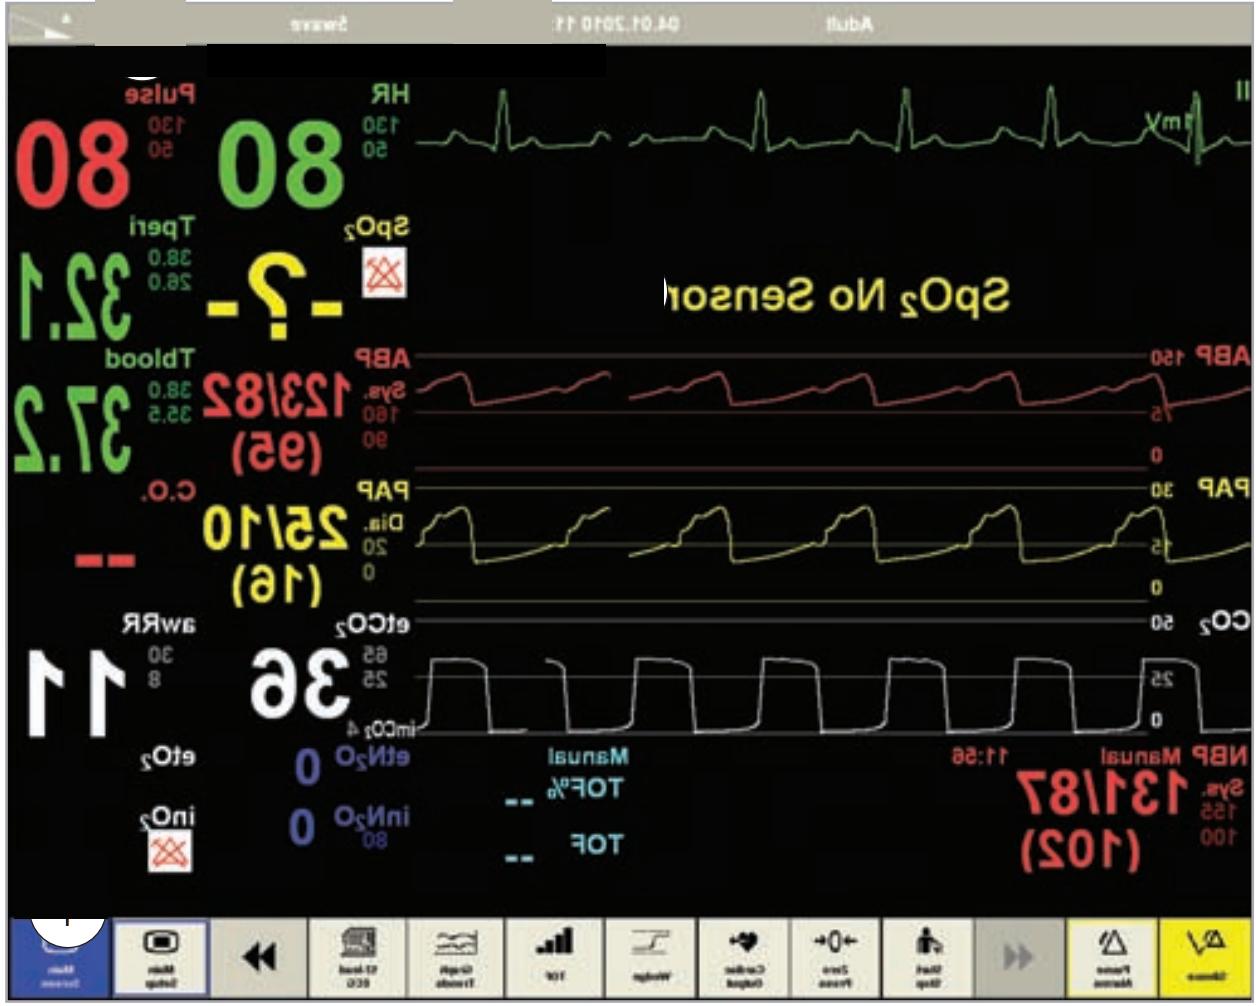 Adult 04.01.2010 11: 5wave
II
1mV
HR 130 50 80
Pulse 130 50 80
SpO₂ No Sensor
SpO₂ -?-
Tperi 38.0 26.0 32.1
ABP 150 75 0
ABP Sys. 160 90 123/82 (95)
Tblood 38.0 35.5 37.2
PAP 30 15 0
PAP Dia. 20 0 25/10 (16)
C.O. --
CO₂ 50 25 0
etCO₂ 65 25 36
imCO₂ 4
awRR 30 8 11
NBP Manual 11:56
Sys. 155 100 131/87 (102)
Manual
TOF% --
TOF --
etN₂O 0
inN₂O 80 0
etO₂
inO₂
Silence
Pause Alarms
Start Stop
Zero Press
Cardiac Output
Wedge
TOF
Graph Trends
12-lead ECG
Main Setup
Main Screen